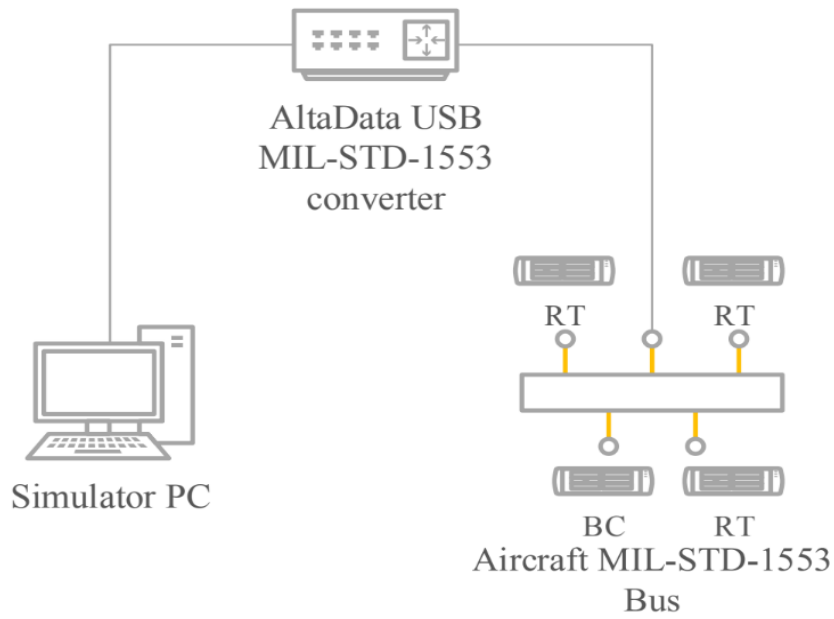 AltaData USB
MIL-STD-1553
converter
RT
RT
Simulator PC
BC
RT
Aircraft MIL-STD-1553
Bus